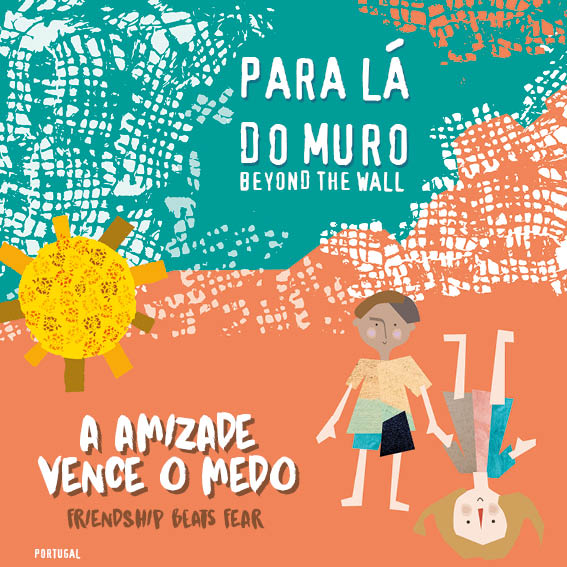 PARA LÁ
DO MURO
BEYOND THE WALL
A AMIZADE
VENCE O MEDO
FRIENDSHIP BEATS FEAR
PORTUGAL